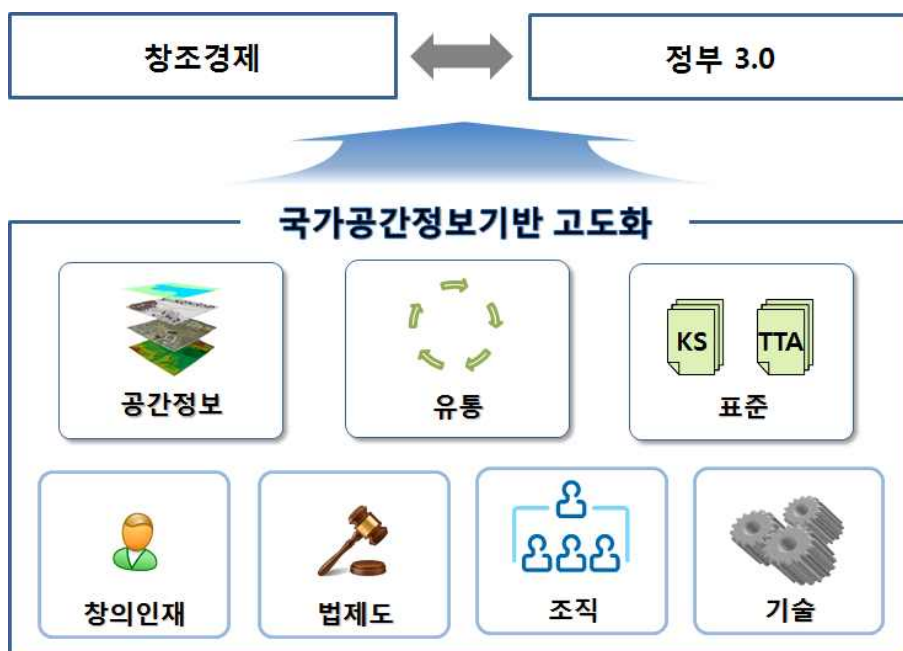 창조경제
정부 3.0
국가공간정보기반 고도화
공간정보
유통
KS
TTA
표준
창의인재
법제도
조직
기술